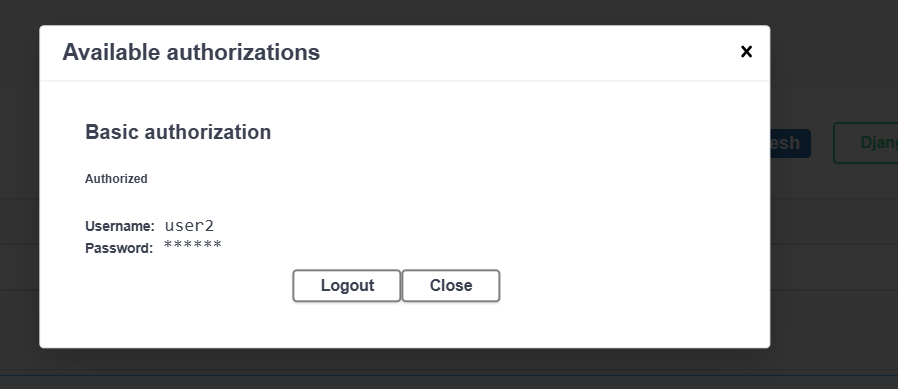 Available authorizations
Basic authorization
Authorized
Username: user2
Password: ******
Logout Close